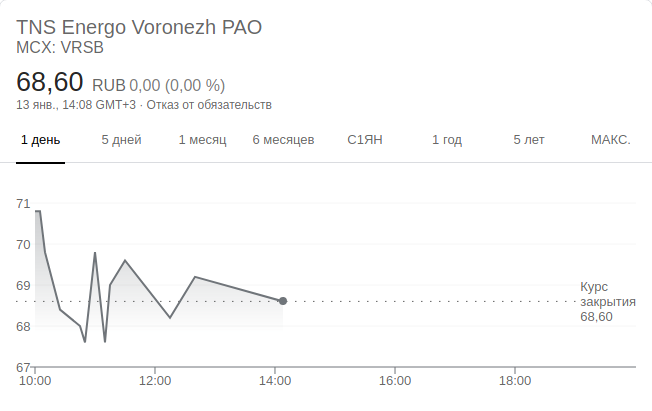 TNS Energo Voronezh PAO
MCX: VRSB
68,60 RUB 0,00 (0,00 %)
13 янв., 14:08 GMT+3 · Отказ от обязательств
1 день 5 дней 1 месяц 6 месяцев С1ЯН 1 год 5 лет МАКС.
71
70
69
68
67
Курс
закрытия
68,60
10:00 12:00 14:00 16:00 18:00